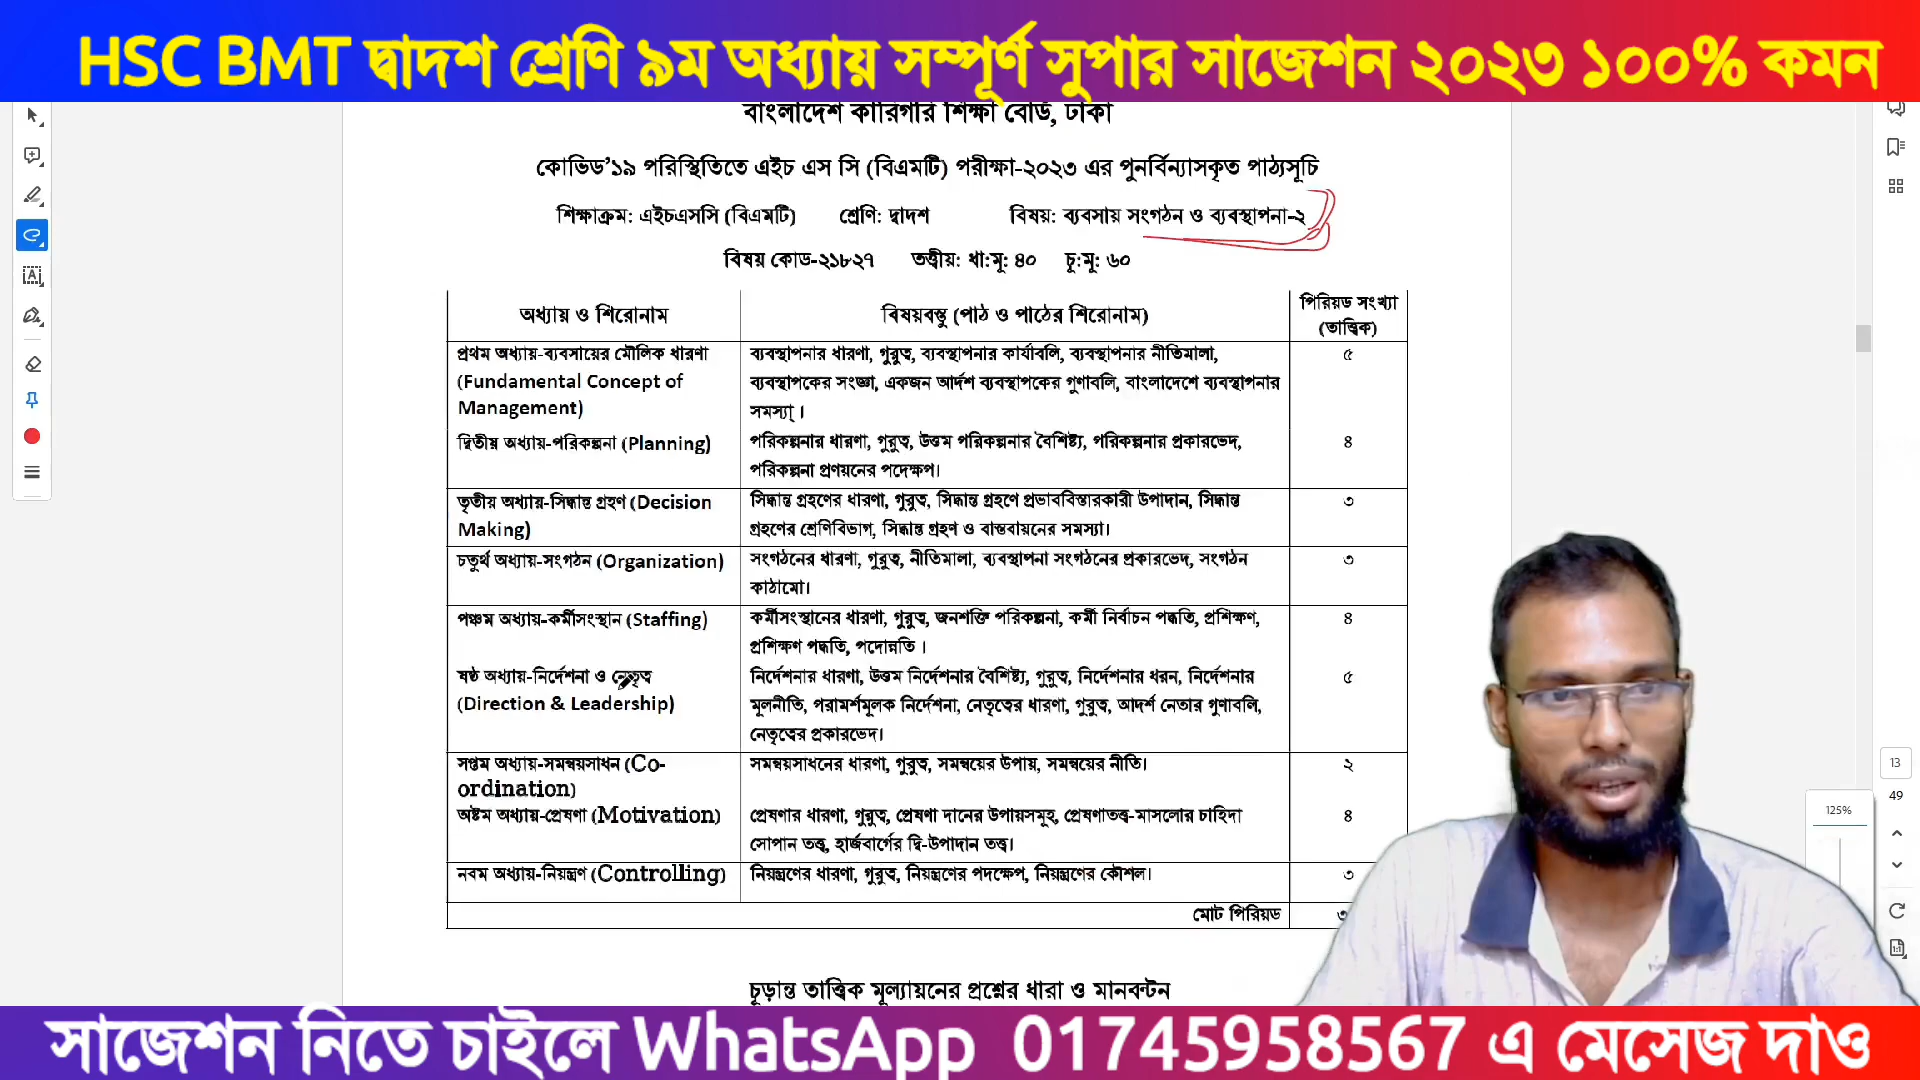 HSC BMT দ্বাদশ শ্রেণি ৯ম অধ্যায় সম্পূর্ণ সুপার সাজেশন ২০২৩ ১০০% কমন
বাংলাদেশ কারিগরি শিক্ষা বোর্ড, ঢাকা
কোভিড’১৯ পরিস্থিতিতে এইচ এস সি (বিএমটি) পরীক্ষা-২০২৩ এর পুনর্বিন্যাসকৃত পাঠ্যসূচি
শিক্ষাক্রম: এইচএসসি (বিএমটি) শ্রেণি: দ্বাদশ বিষয়: ব্যবসায় সংগঠন ও ব্যবস্থাপনা-২
বিষয় কোড-২১৮২৭ তত্ত্বীয়: ধা:মূ: ৪০ চূ:মূ: ৬০
অধ্যায় ও শিরোনাম
বিষয়বস্তু (পাঠ ও পাঠের শিরোনাম)
পিরিয়ড সংখ্যা
(তাত্ত্বিক)
প্রথম অধ্যায়-ব্যবসায়ের মৌলিক ধারণা
(Fundamental Concept of
Management)
ব্যবস্থাপনার ধারণা, গুরুত্ব, ব্যবস্থাপনার কার্যাবলি, ব্যবস্থাপনার নীতিমালা,
ব্যবস্থাপকের সংজ্ঞা, একজন আর্দশ ব্যবস্থাপকের গুণাবলি, বাংলাদেশে ব্যবস্থাপনার
সমস্যা্ ।
৫
দ্বিতীয় অধ্যায়-পরিকল্পনা (Planning)
পরিকল্পনার ধারণা, গুরুত্ব, উত্তম পরিকল্পনার বৈশিষ্ট্য, পরিকল্পনার প্রকারভেদ,
পরিকল্পনা প্রণয়নের পদেক্ষপ।
৪
তৃতীয় অধ্যায়-সিদ্ধান্ত গ্রহণ (Decision
Making)
সিদ্ধান্ত গ্রহণের ধারণা, গুরুত্ব, সিদ্ধান্ত গ্রহণে প্রভাববিস্তারকারী উপাদান, সিদ্ধান্ত
গ্রহণের শ্রেণিবিভাগ, সিদ্ধান্ত গ্রহণ ও বাস্তবায়নের সমস্যা।
৩
চতুর্থ অধ্যায়-সংগঠন (Organization)
সংগঠনের ধারণা, গুরুত্ব, নীতিমালা, ব্যবস্থাপনা সংগঠনের প্রকারভেদ, সংগঠন
কাঠামো।
৩
পঞ্চম অধ্যায়-কর্মীসংস্থান (Staffing)
কর্মীসংস্থানের ধারণা, গুরুত্ব, জনশক্তি পরিকল্পনা, কর্মী নির্বাচন পদ্ধতি, প্রশিক্ষণ,
প্রশিক্ষণ পদ্ধতি, পদোন্নতি ।
৪
ষষ্ঠ অধ্যায়-নির্দেশনা ও নেতৃত্ব
(Direction & Leadership)
নির্দেশনার ধারণা, উত্তম নির্দেশনার বৈশিষ্ট্য, গুরুত্ব, নির্দেশনার ধরন, নির্দেশনার
মূলনীতি, পরামর্শমূলক নির্দেশনা, নেতৃত্বের ধারণা, গুরুত্ব, আদর্শ নেতার গুণাবলি,
নেতৃত্বের প্রকারভেদ।
৫
সপ্তম অধ্যায়-সমন্বয়সাধন (Co-
ordination)
সমন্বয়সাধনের ধারণা, গুরুত্ব, সমন্বয়ের উপায়, সমন্বয়ের নীতি।
২
অষ্টম অধ্যায়-প্রেষণা (Motivation)
প্রেষণার ধারণা, গুরুত্ব, প্রেষণা দানের উপায়সমূহ, প্রেষণাতত্ত্ব-মাসলোর চাহিদা
সোপান তত্ত্ব, হার্জবার্গের দ্বি-উপাদান তত্ত্ব।
৪
নবম অধ্যায়-নিয়ন্ত্রণ (Controlling)
নিয়ন্ত্রণের ধারণা, গুরুত্ব, নিয়ন্ত্রণের পদক্ষেপ, নিয়ন্ত্রণের কৌশল।
৩
মোট পিরিয়ড
চূড়ান্ত তাত্ত্বিক মূল্যায়নের প্রশ্নের ধারা ও মানবণ্টন
13
49
125%
সাজেশন নিতে চাইলে WhatsApp 01745958567 এ মেসেজ দাও